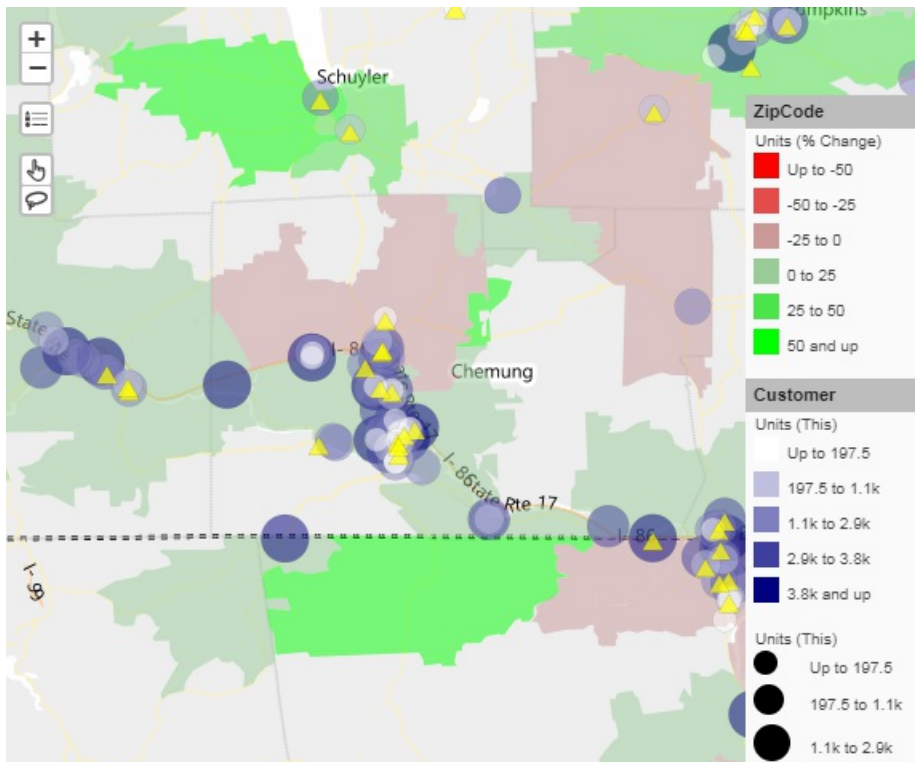 +
−
Schuyler
Tompkins
State
I- 86
Chemung
I- 86tate Rte 17
I- 86
I- 99
ZipCode
Units (% Change)
Up to -50
-50 to -25
-25 to 0
0 to 25
25 to 50
50 and up
Customer
Units (This)
Up to 197.5
197.5 to 1.1k
1.1k to 2.9k
2.9k to 3.8k
3.8k and up
Units (This)
Up to 197.5
197.5 to 1.1k
1.1k to 2.9k